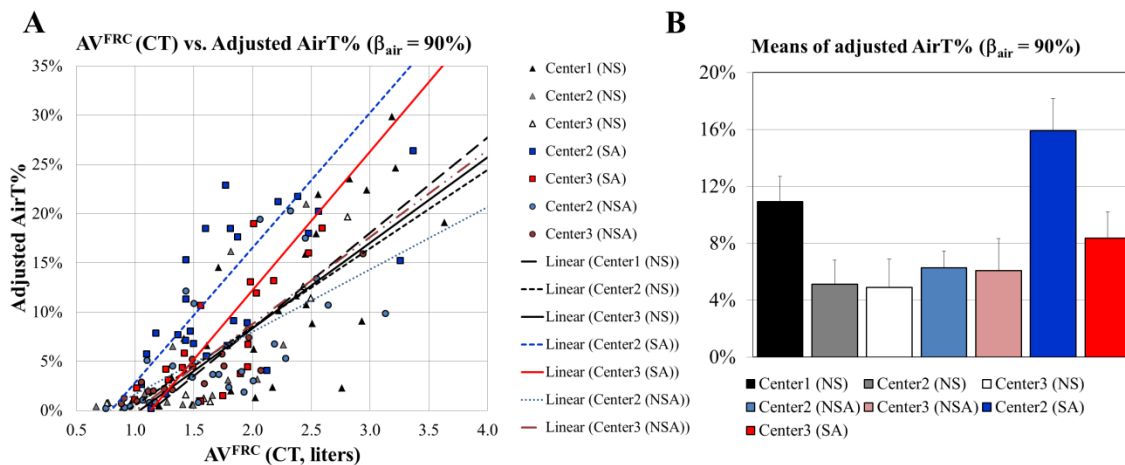 A
AV^FRC (CT) vs. Adjusted AirT% (β_air = 90%)
35%
30%
25%
20%
15%
10%
5%
0%
Adjusted AirT%
0.5 1.0 1.5 2.0 2.5 3.0 3.5 4.0
AV^FRC (CT, liters)
Center1 (NS)
Center2 (NS)
Center3 (NS)
Center2 (SA)
Center3 (SA)
Center2 (NSA)
Center3 (NSA)
Linear (Center1 (NS))
Linear (Center2 (NS))
Linear (Center3 (NS))
Linear (Center2 (SA))
Linear (Center3 (SA))
Linear (Center2 (NSA))
Linear (Center3 (NSA))
B
Means of adjusted AirT% (β_air = 90%)
20%
16%
12%
8%
4%
0%
Center1 (NS) Center2 (NS) Center3 (NS)
Center2 (NSA) Center3 (NSA) Center2 (SA)
Center3 (SA)